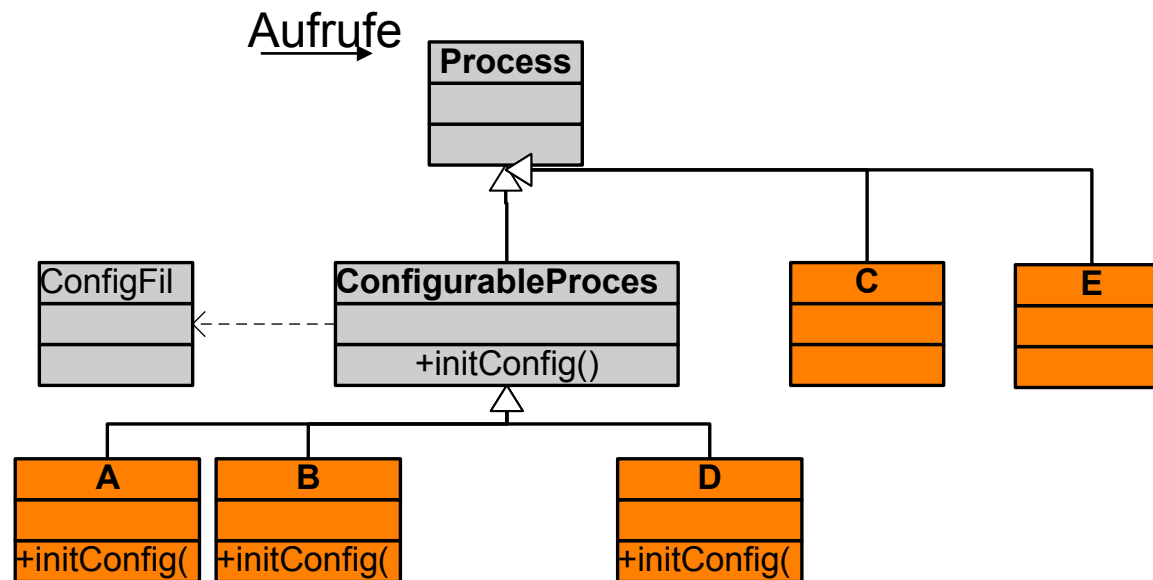 Aufrufe
Process
ConfigFil
ConfigurableProces
C
E
+initConfig()
A
B
D
+initConfig(
+initConfig(
+initConfig(